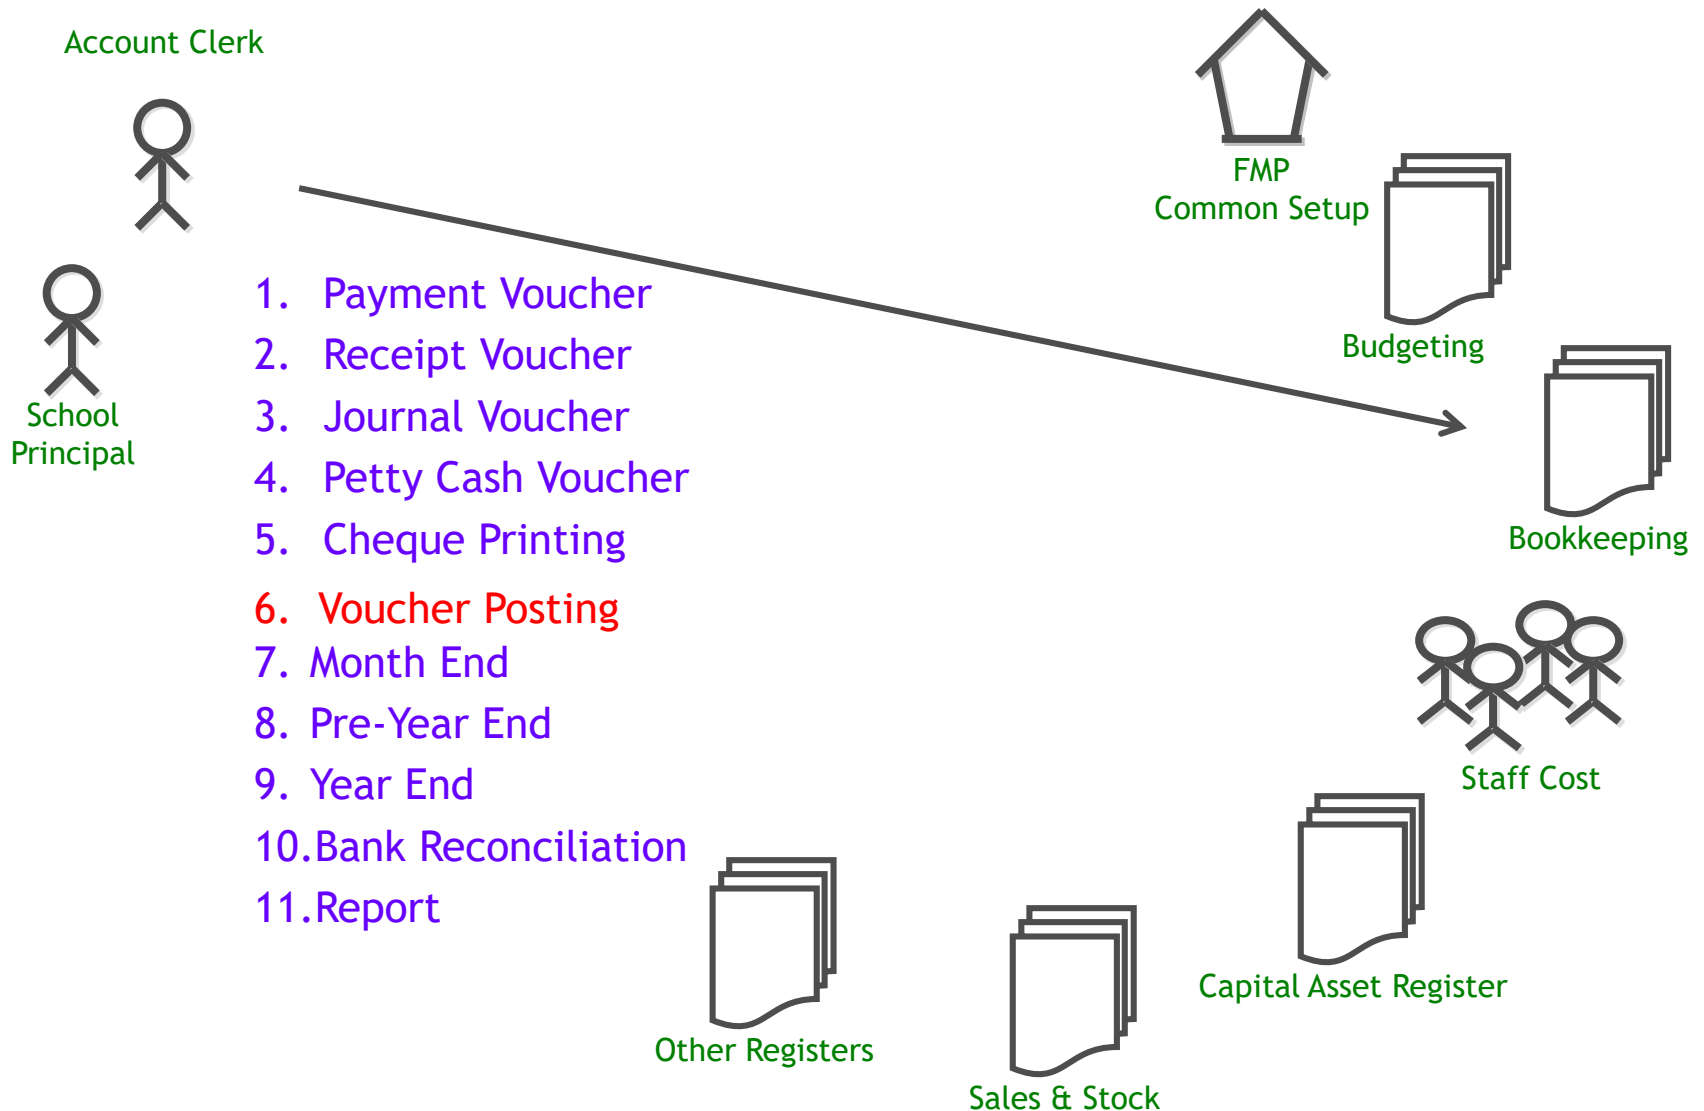 Account Clerk
FMP
Common Setup
Budgeting
School
Principal
1. Payment Voucher
2. Receipt Voucher
3. Journal Voucher
4. Petty Cash Voucher
5. Cheque Printing
6. Voucher Posting
7. Month End
8. Pre-Year End
9. Year End
10.Bank Reconciliation
11.Report
Bookkeeping
Staff Cost
Capital Asset Register
Other Registers
Sales & Stock